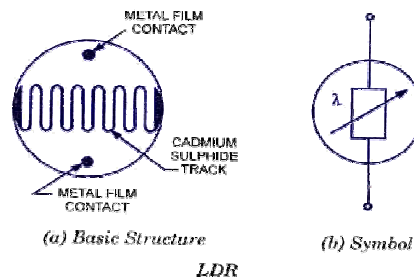 METAL FILM
CONTACT
λ
CADMIUM
SULPHIDE
TRACK
METAL FILM
CONTACT
(a) Basic Structure
(b) Symbol
LDR